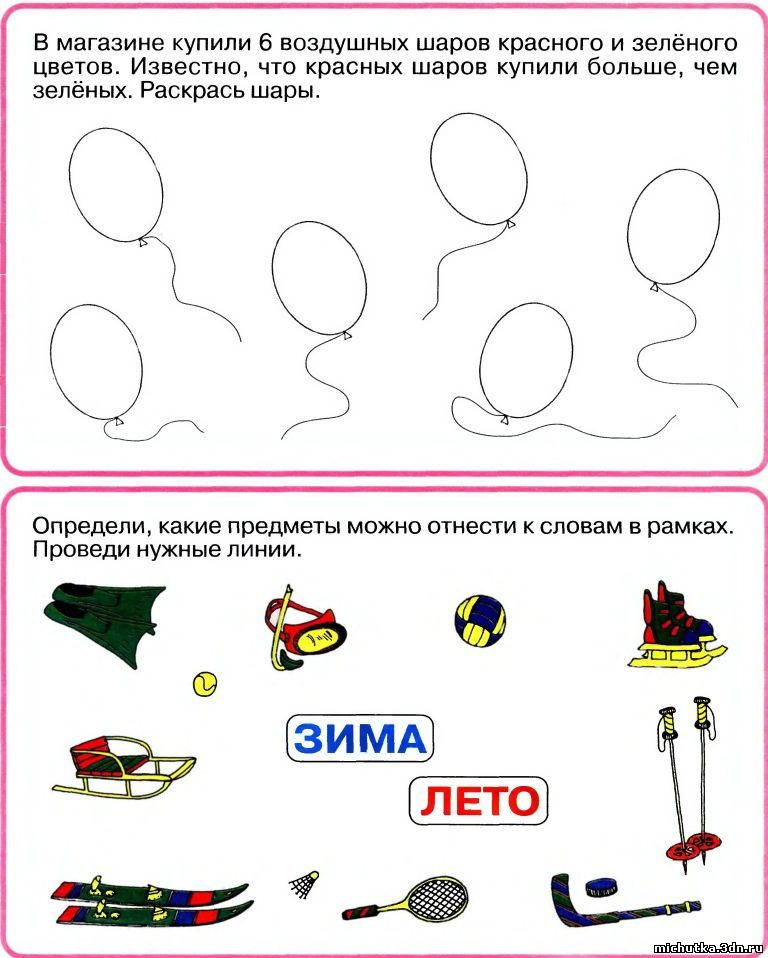 В магазине купили 6 воздушных шаров красного и зелёного
цветов. Известно, что красных шаров купили больше, чем
зелёных. Раскрась шары.
Определи, какие предметы можно отнести к словам в рамках.
Проведи нужные линии.
ЗИМА
ЛЕТО
michutka.3dn.ru